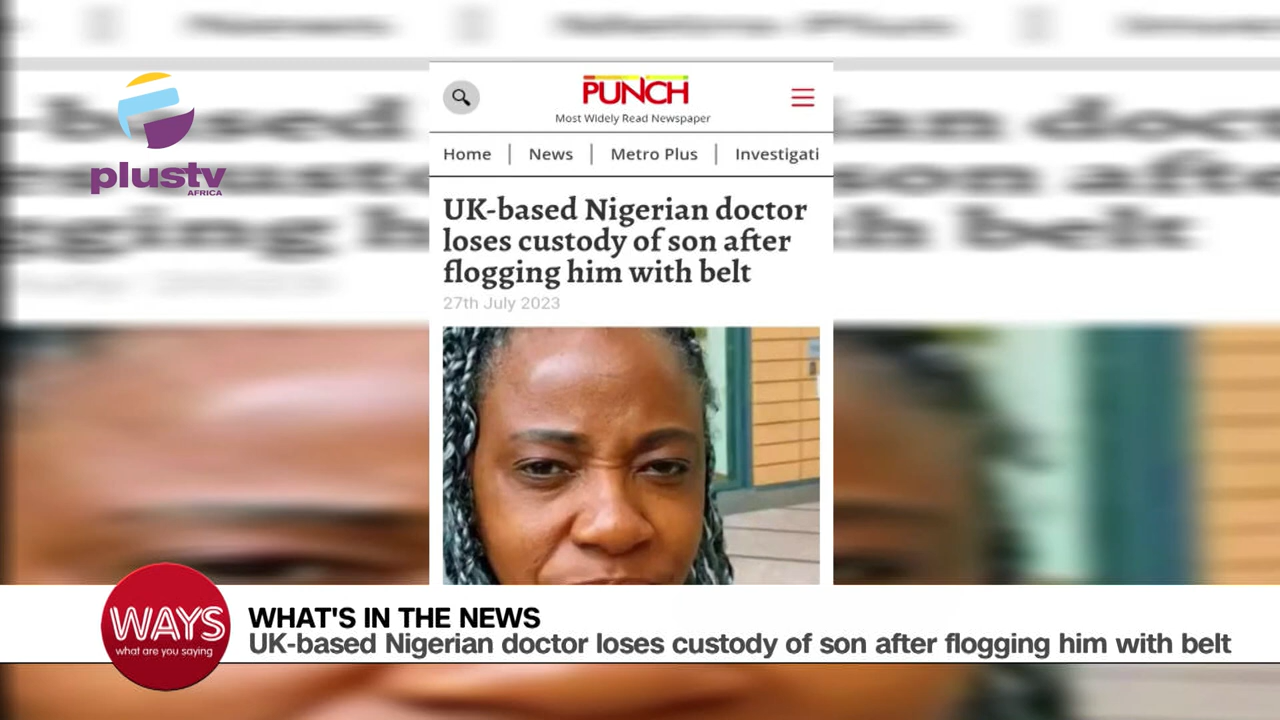 PUNCH
Most Widely Read Newspaper
Home | News | Metro Plus | Investigati
plustv
AFRICA
UK-based Nigerian doctor
loses custody of son after
flogging him with belt
27th July 2023
WAYS
what are you saying
WHAT'S IN THE NEWS
UK-based Nigerian doctor loses custody of son after flogging him with belt